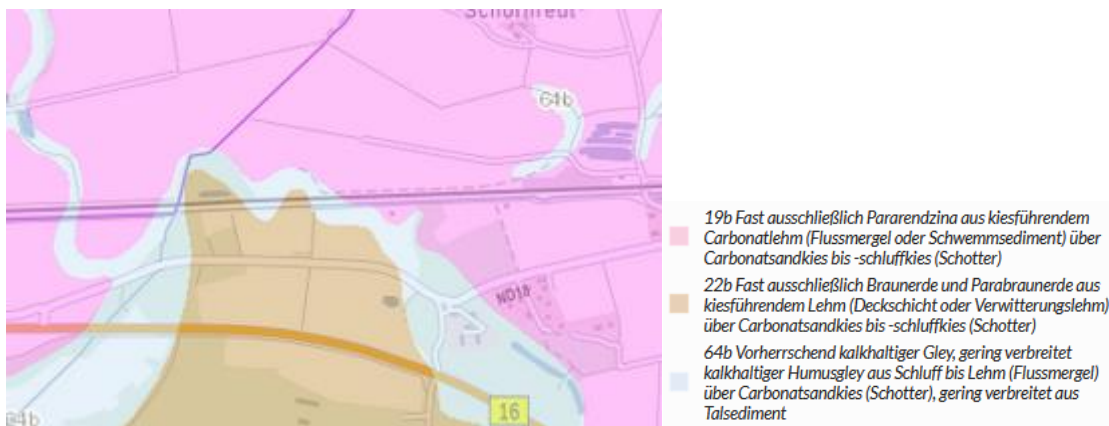 Schornreut
64b
ND18
16
64b
19b Fast ausschließlich Pararendzina aus kiesführendem
Carbonatlehm (Flussmergel oder Schwemmsediment) über
Carbonatsandkies bis -schluffkies (Schotter)
22b Fast ausschließlich Braunerde und Parabraunerde aus
kiesführendem Lehm (Deckschicht oder Verwitterungslehm)
über Carbonatsandkies bis -schluffkies (Schotter)
64b Vorherrschend kalkhaltiger Gley, gering verbreitet
kalkhaltiger Humusgley aus Schluff bis Lehm (Flussmergel)
über Carbonatsandkies (Schotter), gering verbreitet aus
Talsediment